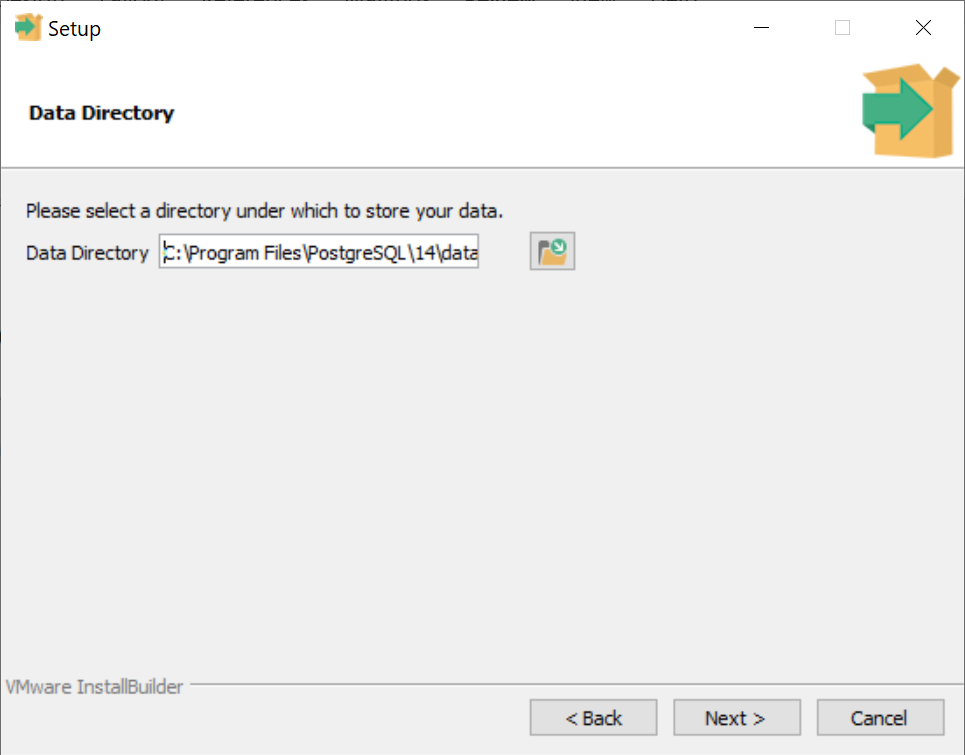 Setup
Data Directory
Please select a directory under which to store your data.
Data Directory C:\Program Files\PostgreSQL\14\data
VMware InstallBuilder
< Back Next > Cancel